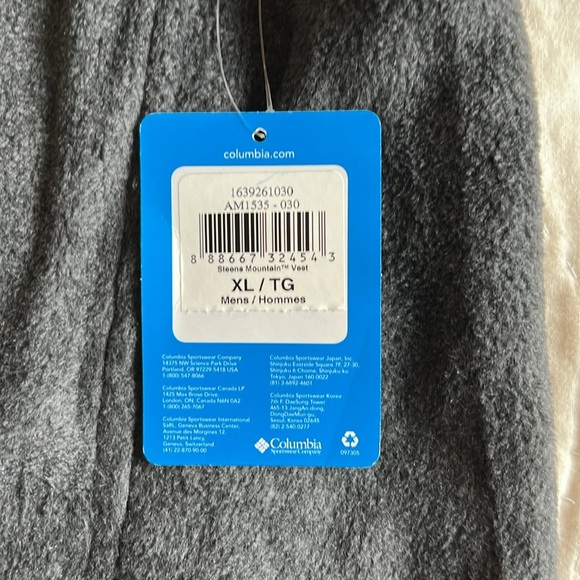 columbia.com
1639261030
AM1535 - 030
8 88667 32454 3
Steens Mountain™ Vest
XL / TG
Mens / Hommes
Columbia Sportswear Company
14375 NW Science Park Drive
Portland, OR 97229-5418 USA
1 (800) 547-8066
Columbia Sportswear Canada LP
1425 Max Brose Drive,
London, ON, Canada N6N 0A2
1 (800) 265-7067
Columbia Sportswear International
SàRL, Geneva Business Center,
Avenue des Morgines 12,
1213 Petit-Lancy,
Geneva, Switzerland
(41) 22 870-90-00
Columbia Sportswear Japan, Inc.
Shinjuku Eastside Square 7F, 27-30,
Shinjuku 6 Chome, Shinjuku ku
Tokyo, Japan 160-0022
(81) 3-6892-4601
Columbia Sportswear Korea
7th F. DaeSung Tower
465-13 JangAn dong,
DongDaeMun-gu,
Seoul, Korea 02645
(82) 2-540-0277
Columbia
Sportswear Company
097305